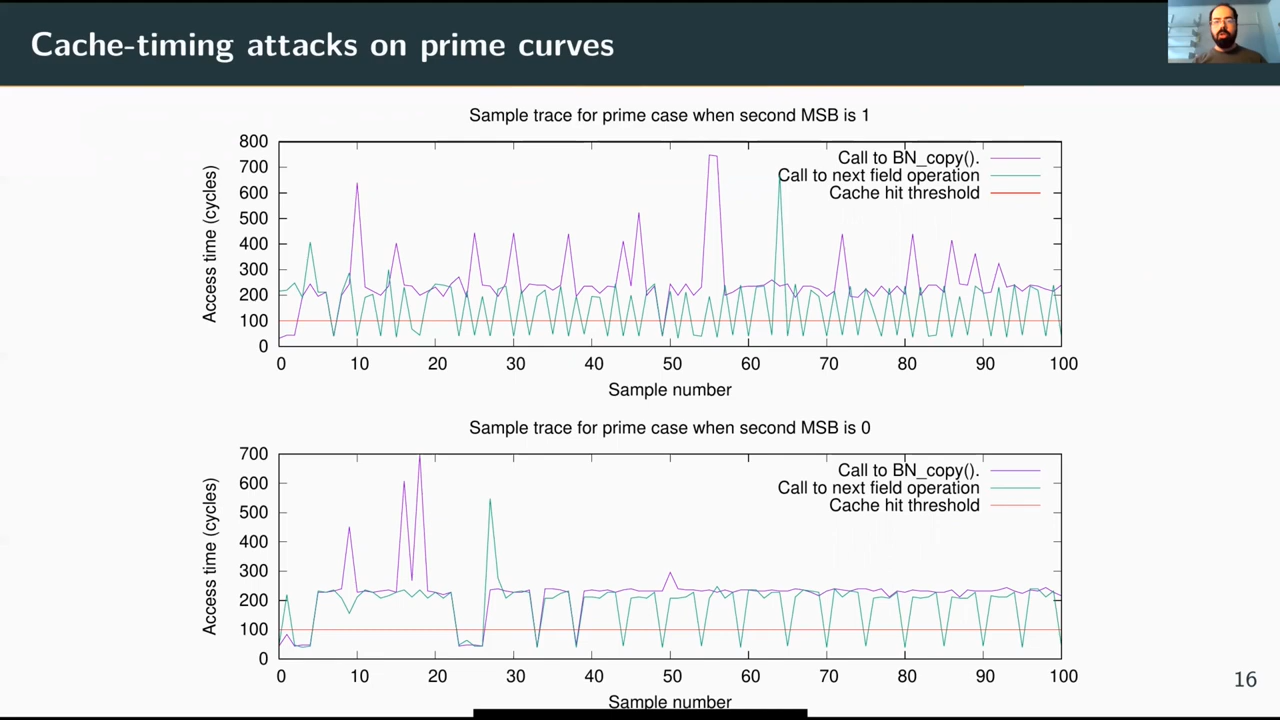 Cache-timing attacks on prime curves
Sample trace for prime case when second MSB is 1
800
700
600
500
400
300
200
100
0
Access time (cycles)
Call to BN_copy().
Call to next field operation
Cache hit threshold
0 10 20 30 40 50 60 70 80 90 100
Sample number
Sample trace for prime case when second MSB is 0
700
600
500
400
300
200
100
0
Access time (cycles)
Call to BN_copy().
Call to next field operation
Cache hit threshold
0 10 20 30 40 50 60 70 80 90 100
Sample number
16